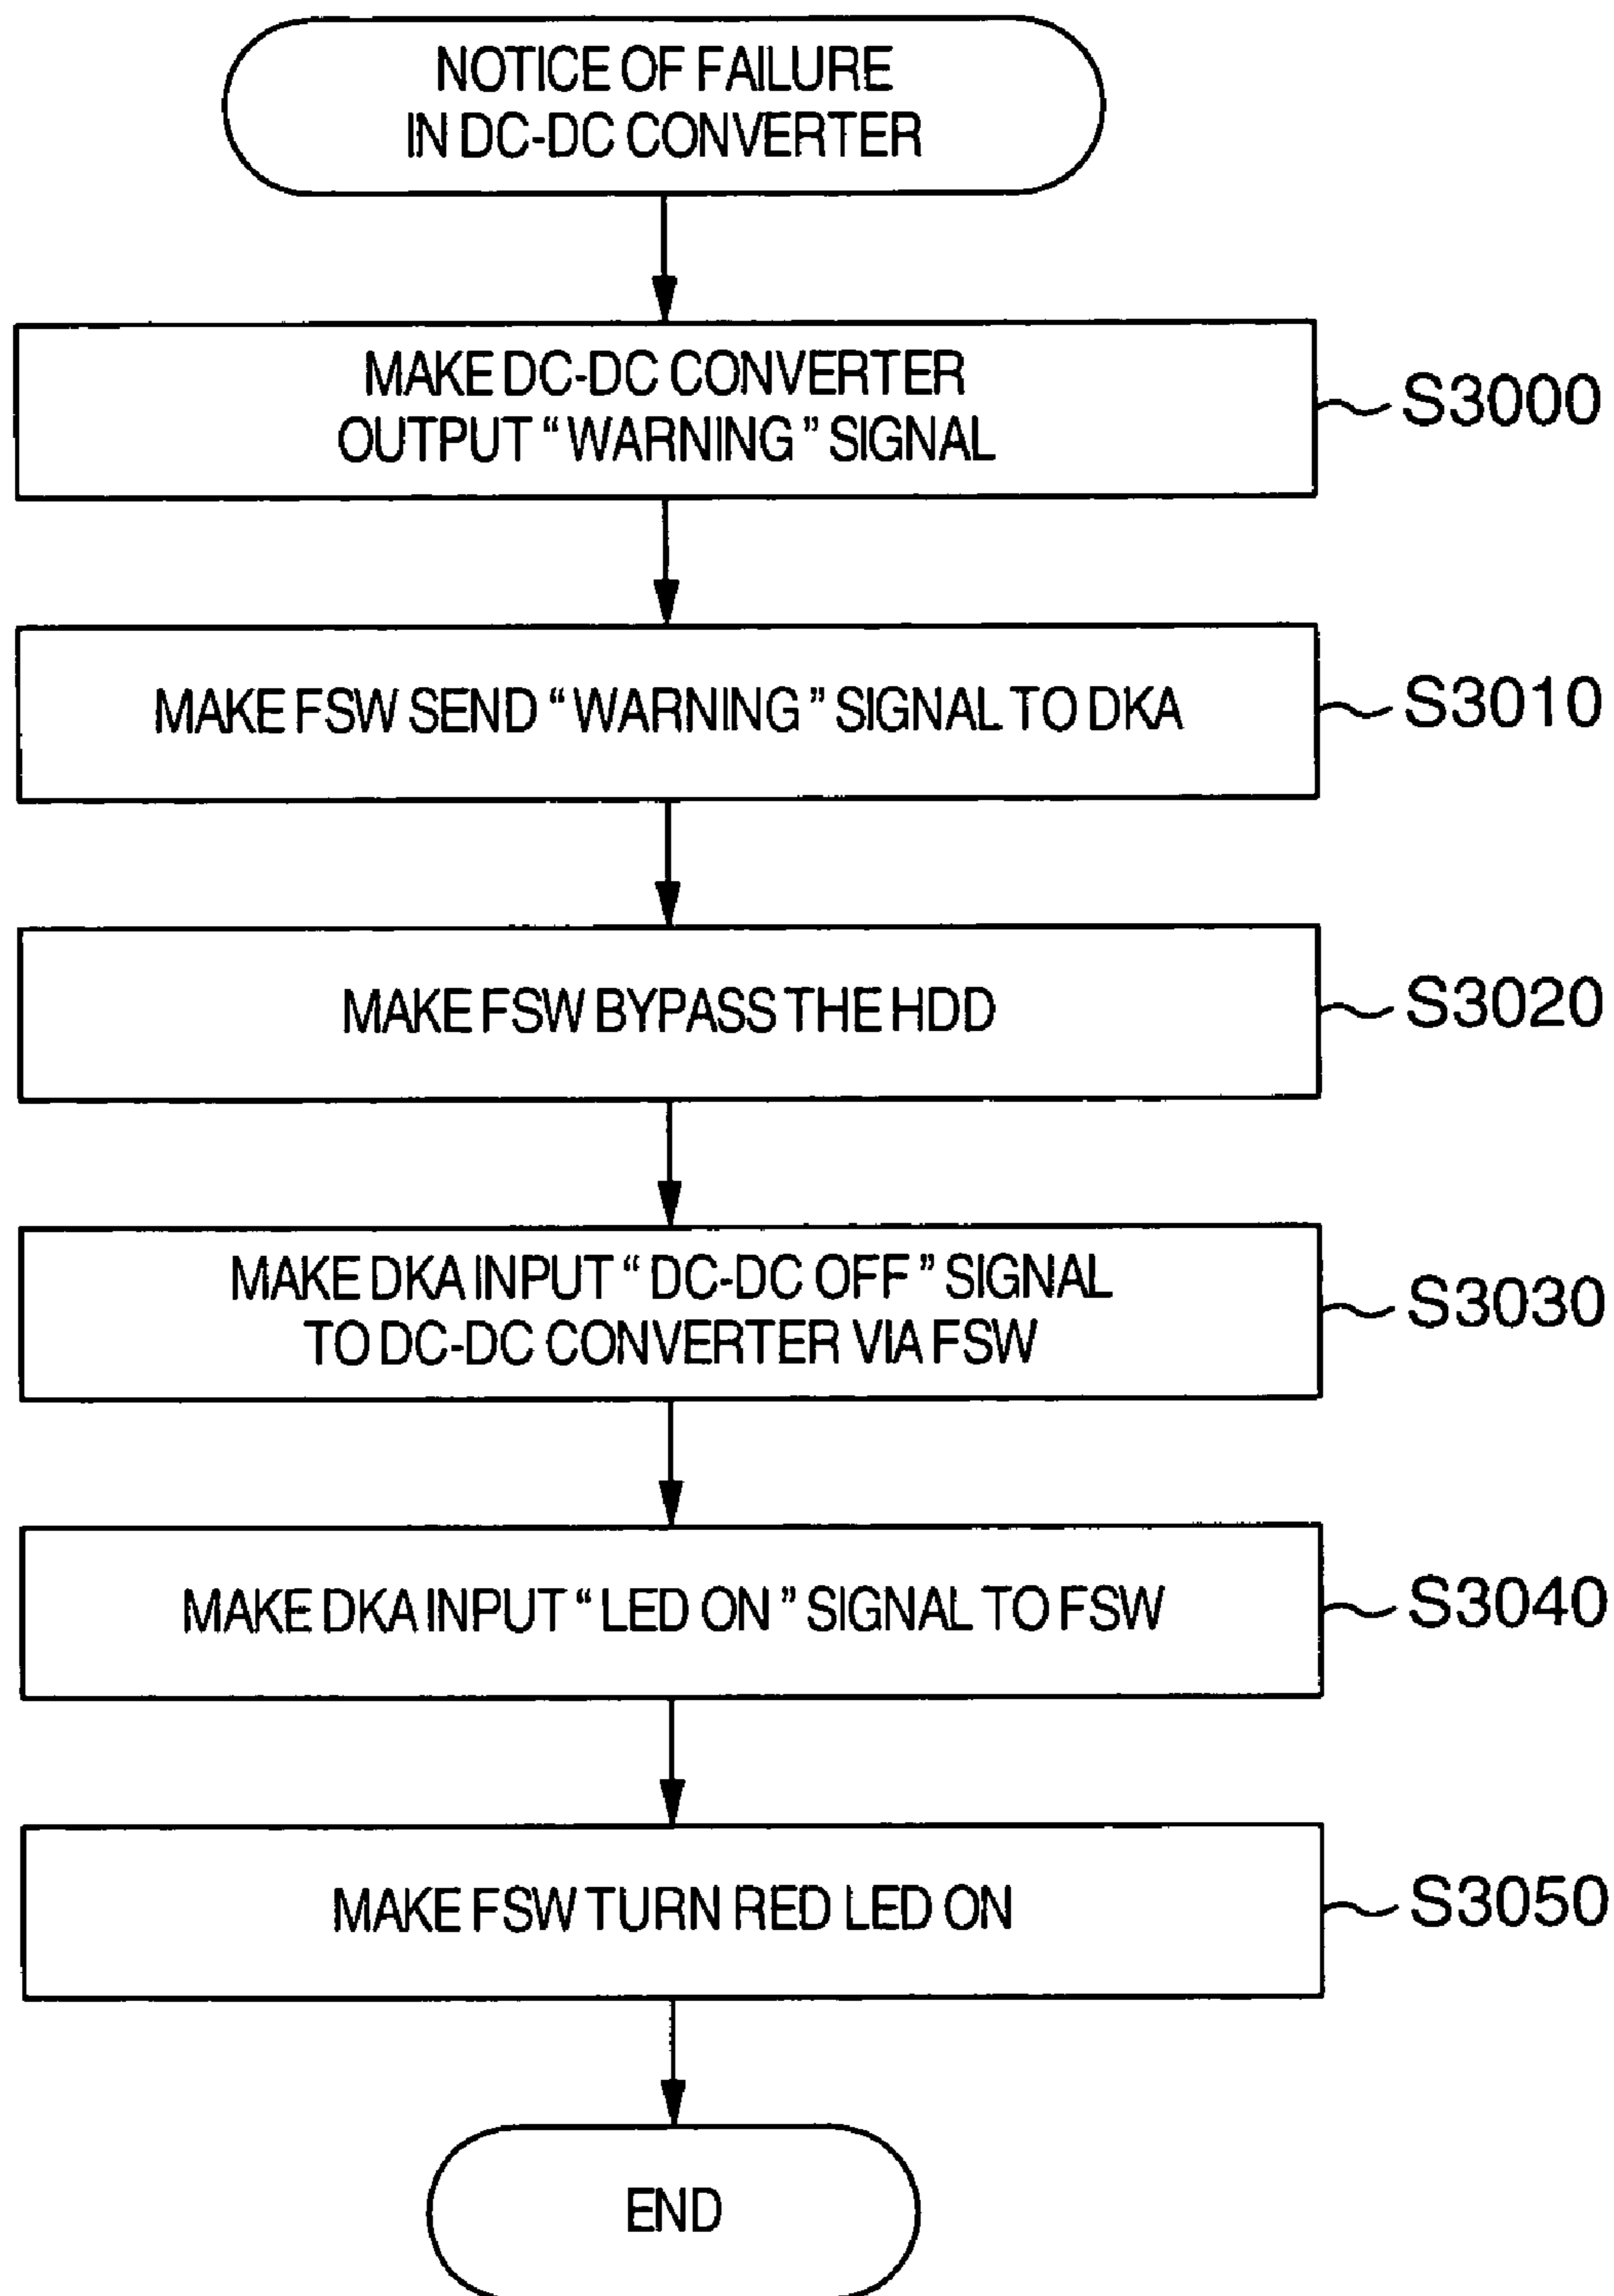 NOTICE OF FAILURE
IN DC-DC CONVERTER
MAKE DC-DC CONVERTER
OUTPUT “WARNING” SIGNAL
S3000
MAKE FSW SEND “WARNING” SIGNAL TO DKA
S3010
MAKE FSW BYPASS THE HDD
S3020
MAKE DKA INPUT “DC-DC OFF” SIGNAL
TO DC-DC CONVERTER VIA FSW
S3030
MAKE DKA INPUT “LED ON” SIGNAL TO FSW
S3040
MAKE FSW TURN RED LED ON
S3050
END